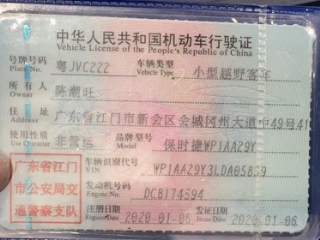 中华人民共和国机动车行驶证
Vehicle License of the People's Republic of China
号牌号码 粤JVC222 车辆类型 小型越野客车
Plate No. Vehicle Type
所有人 陈潮旺
Owner
住址 广东省江门市新会区会城冈州大道中49号41
Address
使用性质 非营运 品牌型号 保时捷WP1AA29Y
Use Character Model
车辆识别代号 WP1AA29Y3LDA05859
VIN
发动机号码 DCB174594
Engine No.
注册日期 2020-01-06 发证日期 2020-01-06
Register Date Issue Date
广东省江门
市公安局交
通警察支队